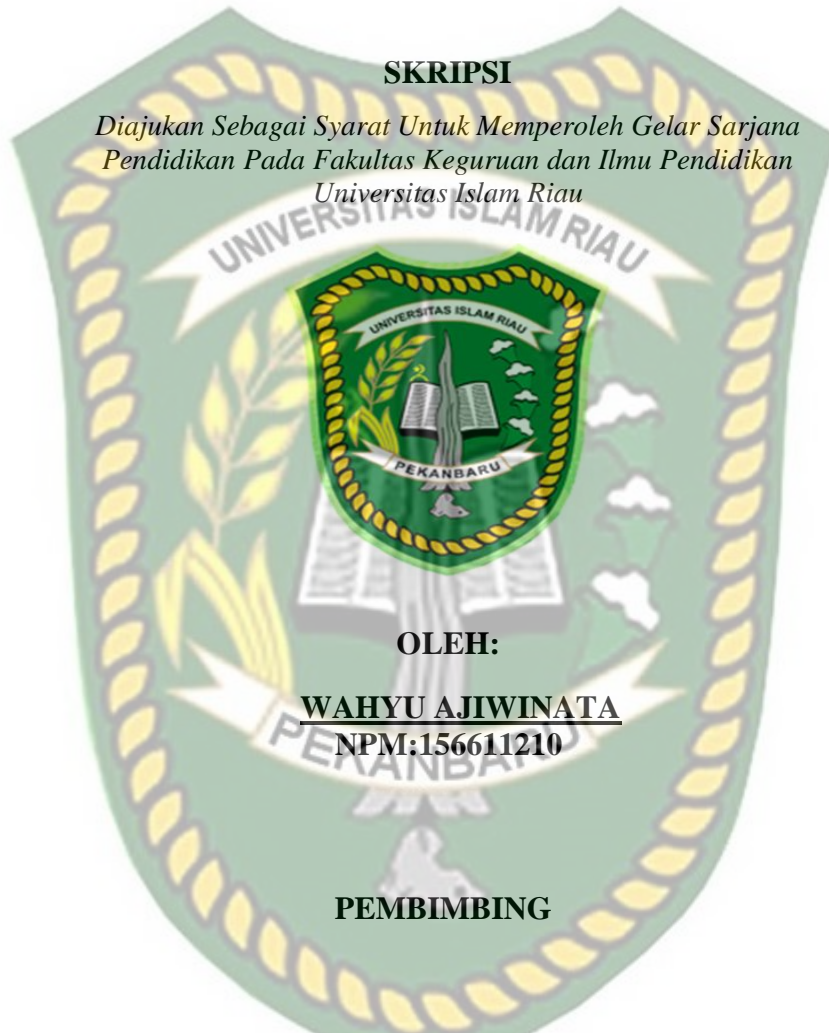 SKRIPSI
Diajukan Sebagai Syarat Untuk Memperoleh Gelar Sarjana
Pendidikan Pada Fakultas Keguruan dan Ilmu Pendidikan
Universitas Islam Riau
UNIVERSITAS ISLAM RIAU
UNIVERSITAS ISLAM RIAU
PEKANBARU
OLEH:
WAHYU AJIWINATA
NPM:156611210
PEKANBARU
PEMBIMBING